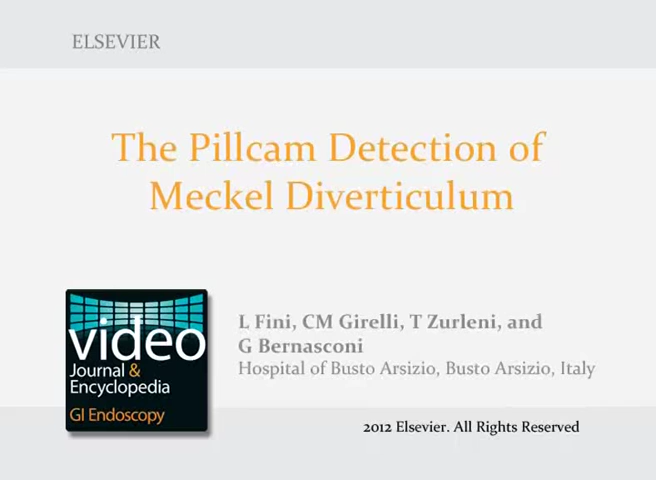 ELSEVIER
The Pillcam Detection of
Meckel Diverticulum
video
Journal &
Encyclopedia
GI Endoscopy
L Fini, CM Girelli, T Zurleni, and
G Bernasconi
Hospital of Busto Arsizio, Busto Arsizio, Italy
2012 Elsevier. All Rights Reserved